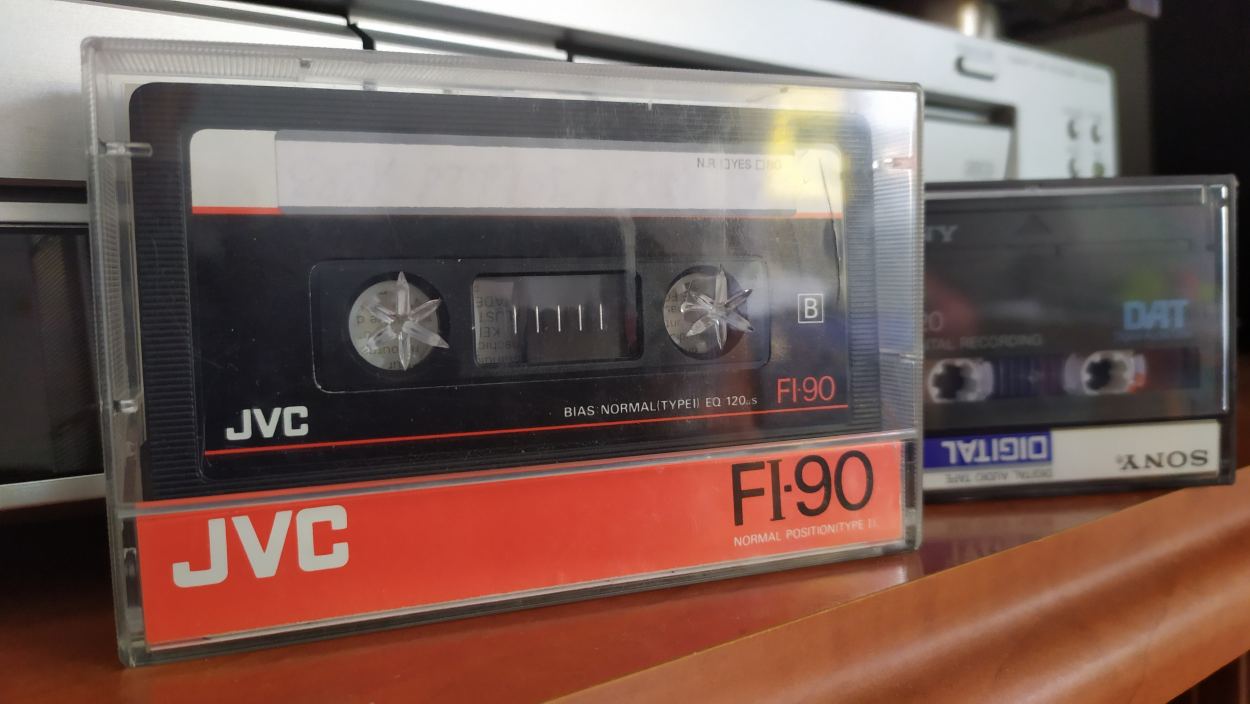 N.R □YES □NO
B
JVC
BIAS:NORMAL(TYPE I) EQ 120μs
FI-90
JVC
FI-90
NORMAL POSITION(TYPE I)
DAT
DIGITAL RECORDING
DIGITAL
DIGITAL AUDIO TAPE
SONY®